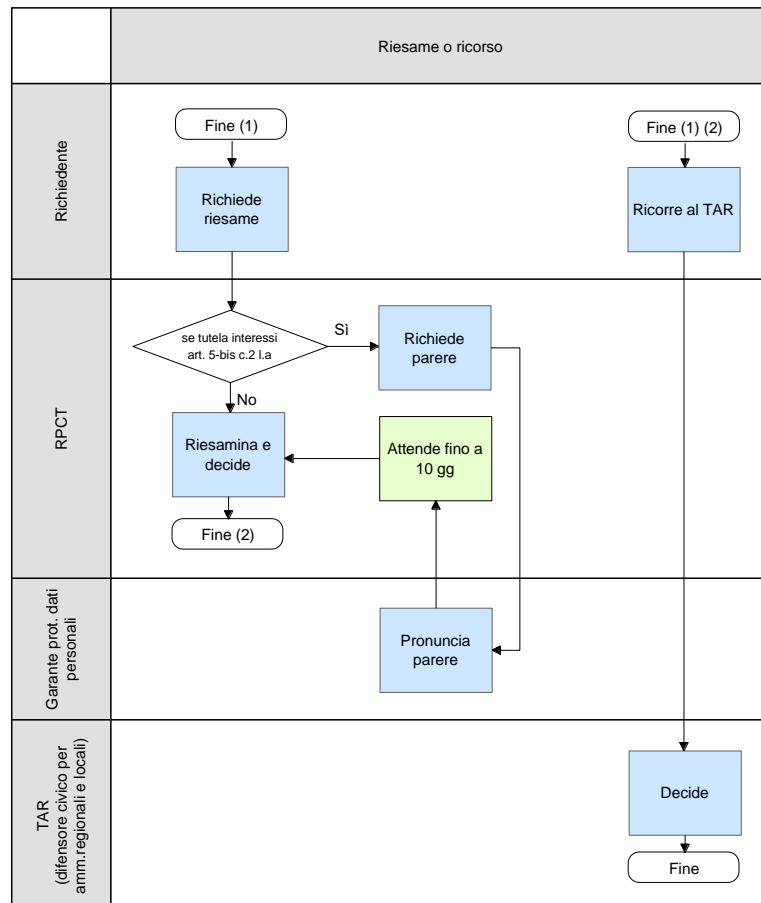 Riesame o ricorso
Richiedente
Fine (1)
Fine (1) (2)
Richiede
riesame
Ricorre al TAR
RPCT
se tutela interessi
art. 5-bis c.2 l.a
Sì
Richiede
parere
No
Riesamina e
decide
Attende fino a
10 gg
Fine (2)
Garante prot. dati
personali
Pronuncia
parere
TAR
(difensore civico per
amm.regionali e locali)
Decide
Fine